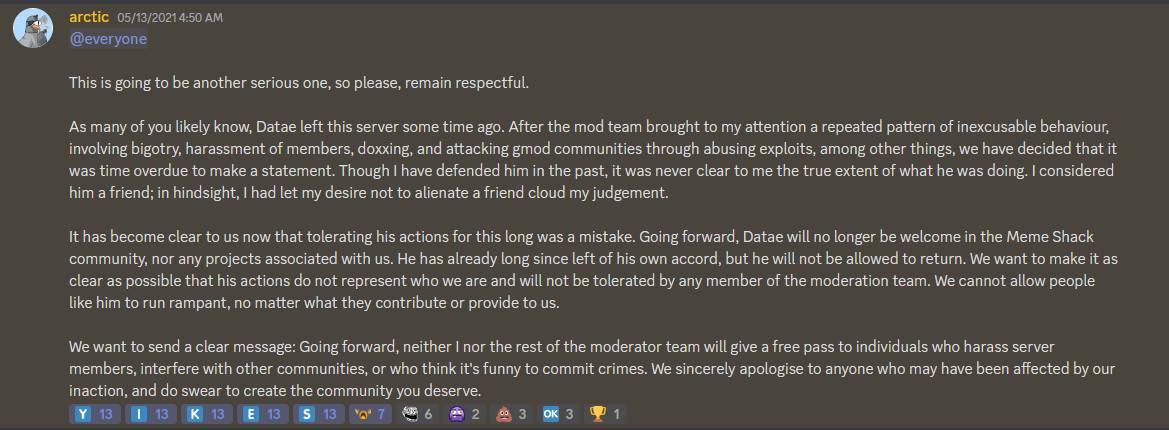 arctic 05/13/2021 4:50 AM
@everyone
This is going to be another serious one, so please, remain respectful.
As many of you likely know, Datae left this server some time ago. After the mod team brought to my attention a repeated pattern of inexcusable behaviour,
involving bigotry, harassment of members, doxxing, and attacking gmod communities through abusing exploits, among other things, we have decided that it
was time overdue to make a statement. Though I have defended him in the past, it was never clear to me the true extent of what he was doing. I considered
him a friend; in hindsight, I had let my desire not to alienate a friend cloud my judgement.
It has become clear to us now that tolerating his actions for this long was a mistake. Going forward, Datae will no longer be welcome in the Meme Shack
community, nor any projects associated with us. He has already long since left of his own accord, but he will not be allowed to return. We want to make it as
clear as possible that his actions do not represent who we are and will not be tolerated by any member of the moderation team. We cannot allow people
like him to run rampant, no matter what they contribute or provide to us.
We want to send a clear message: Going forward, neither I nor the rest of the moderator team will give a free pass to individuals who harass server
members, interfere with other communities, or who think it's funny to commit crimes. We sincerely apologise to anyone who may have been affected by our
inaction, and do swear to create the community you deserve.
Y 13 I 13 K 13 E 13 S 13 7 6 2 3 OK 3 1